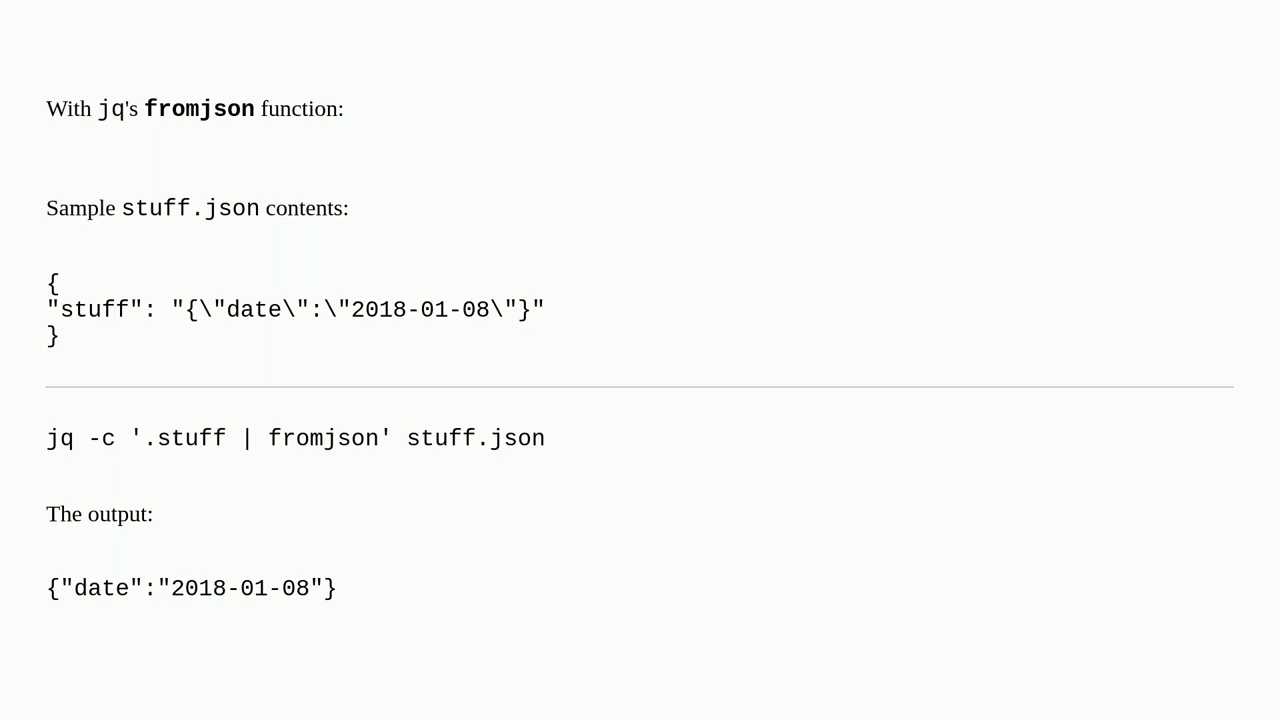 With jq's fromjson function:
Sample stuff.json contents:
{
"stuff": "{\"date\":\"2018-01-08\"}"
}
jq -c '.stuff | fromjson' stuff.json
The output:
{"date":"2018-01-08"}